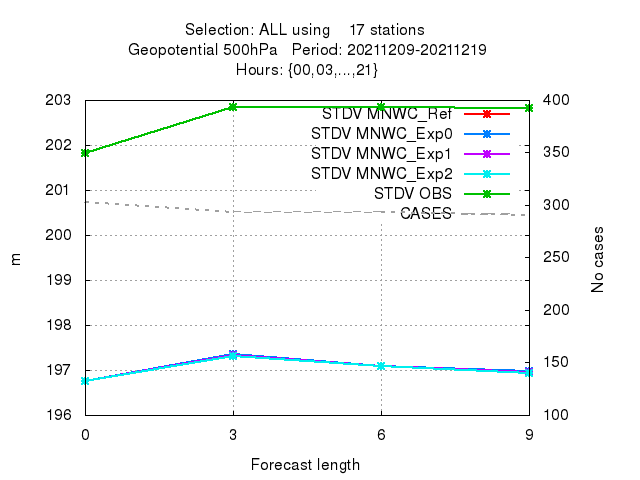 Selection: ALL using    17 stations
Geopotential 500hPa   Period: 20211209-20211219
Hours: {00,03,...,21}
203
202
201
200
199
198
197
196
400
350
300
250
200
150
100
STDV MNWC_Ref
STDV MNWC_Exp0
STDV MNWC_Exp1
STDV MNWC_Exp2
STDV OBS
CASES
m
No cases
0 3 6 9
Forecast length